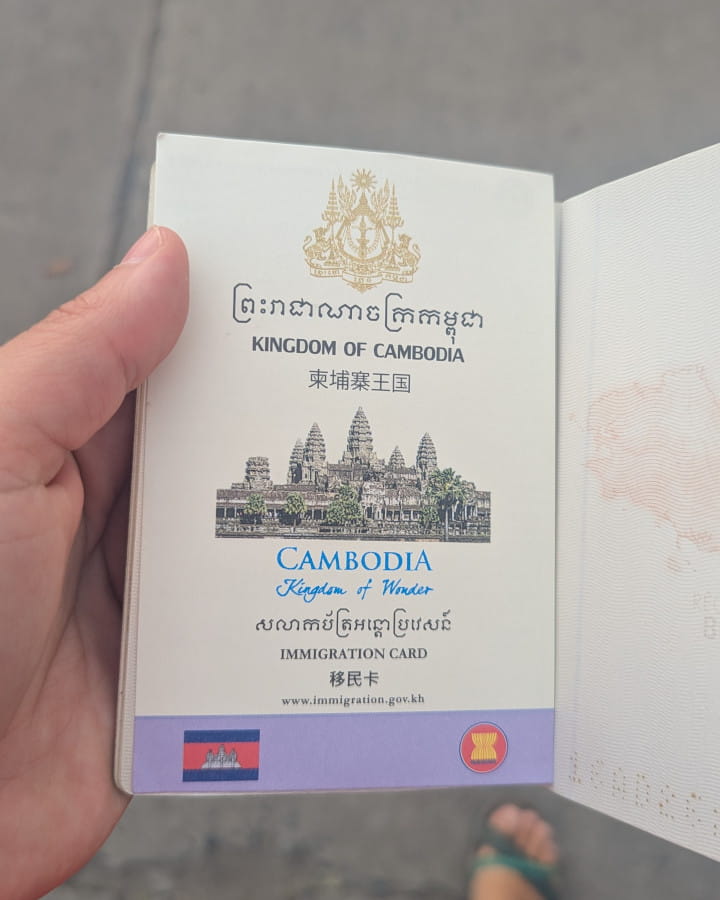 ព្រះរាជាណាចក្រកម្ពុជា
KINGDOM OF CAMBODIA
柬埔寨王国
CAMBODIA
Kingdom of Wonder
សលាកប័ត្រអន្តោប្រវេសន៍
IMMIGRATION CARD
移民卡
www.immigration.gov.kh